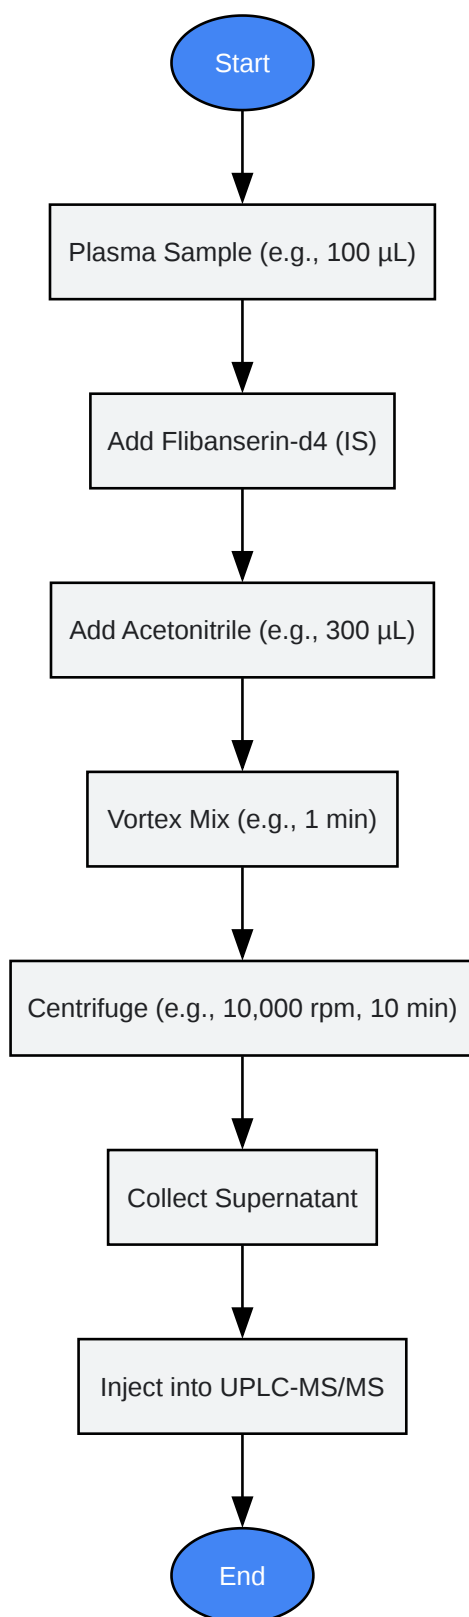 Start
Plasma Sample (e.g., 100 µL)
Add Flibanserin-d4 (IS)
Add Acetonitrile (e.g., 300 µL)
Vortex Mix (e.g., 1 min)
Centrifuge (e.g., 10,000 rpm, 10 min)
Collect Supernatant
Inject into UPLC-MS/MS
End